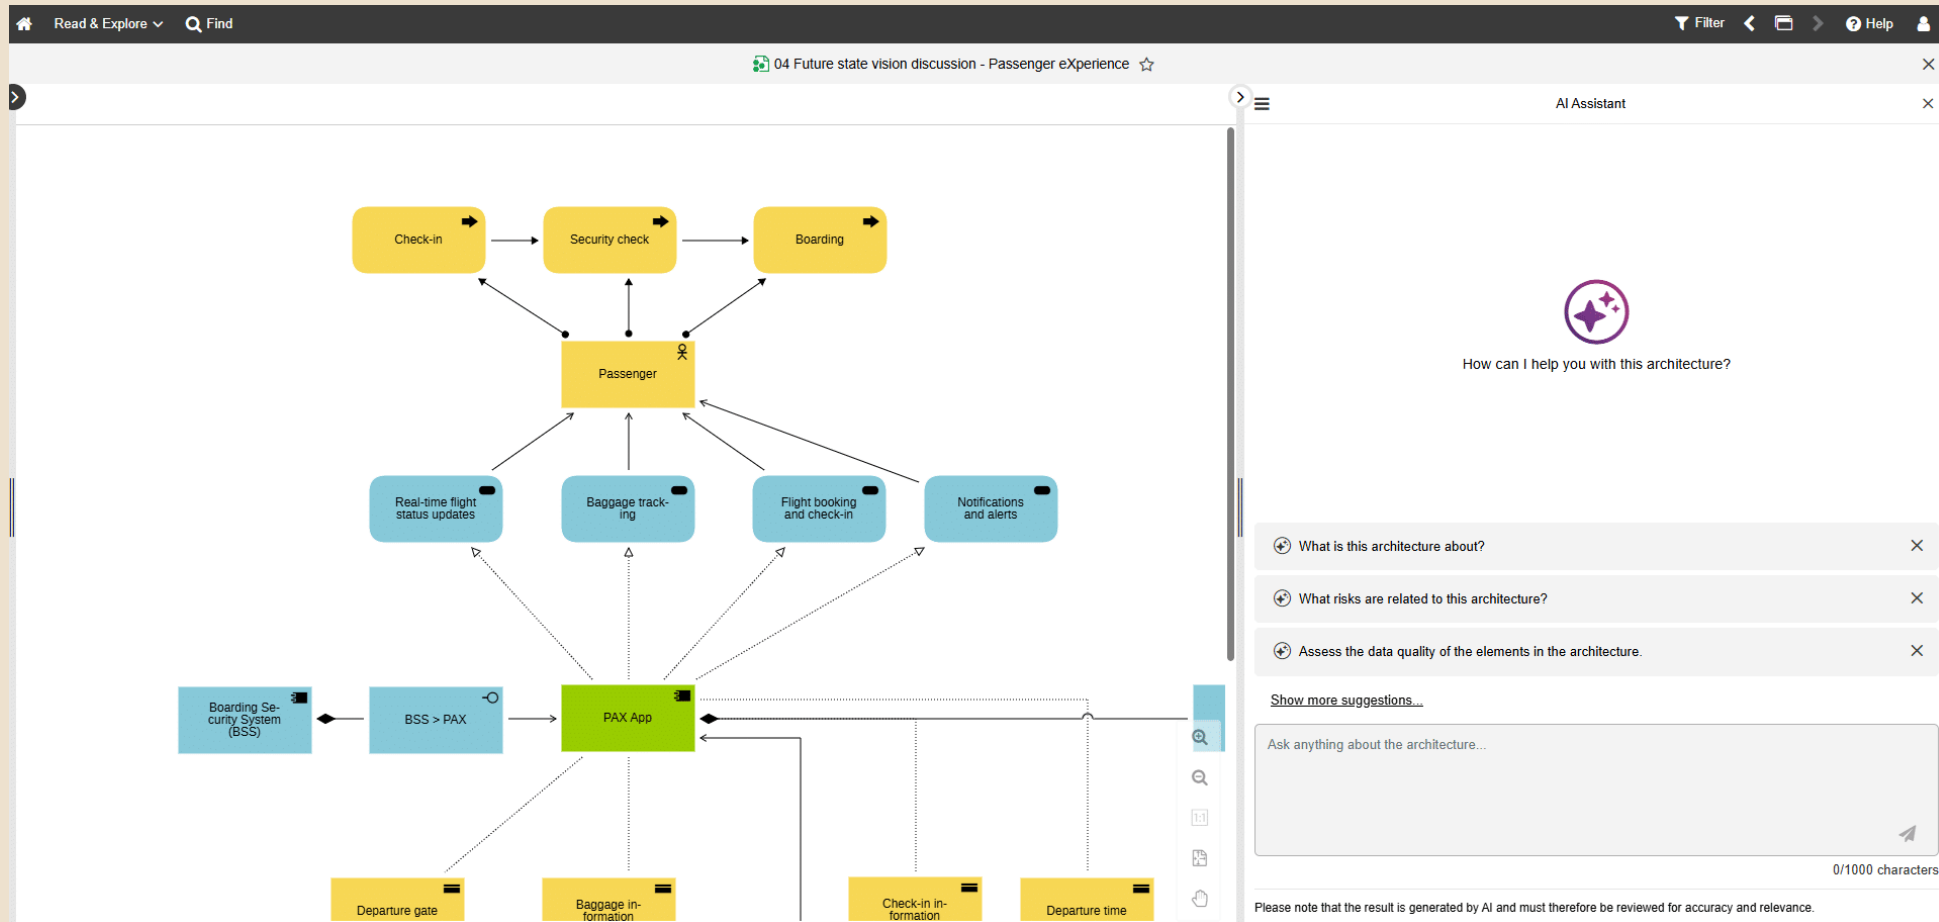 Read & Explore
Find
Filter
Help
04 Future state vision discussion - Passenger eXperience
AI Assistant
Check-in
Security check
Boarding
Passenger
Real-time flight
status updates
Baggage track-
ing
Flight booking
and check-in
Notifications
and alerts
Boarding Se-
curity System
(BSS)
BSS > PAX
PAX App
Departure gate
Baggage in-
formation
Check-in in-
formation
Departure time
1:1
How can I help you with this architecture?
What is this architecture about?
What risks are related to this architecture?
Assess the data quality of the elements in the architecture.
Show more suggestions...
Ask anything about the architecture...
0/1000 characters
Please note that the result is generated by AI and must therefore be reviewed for accuracy and relevance.